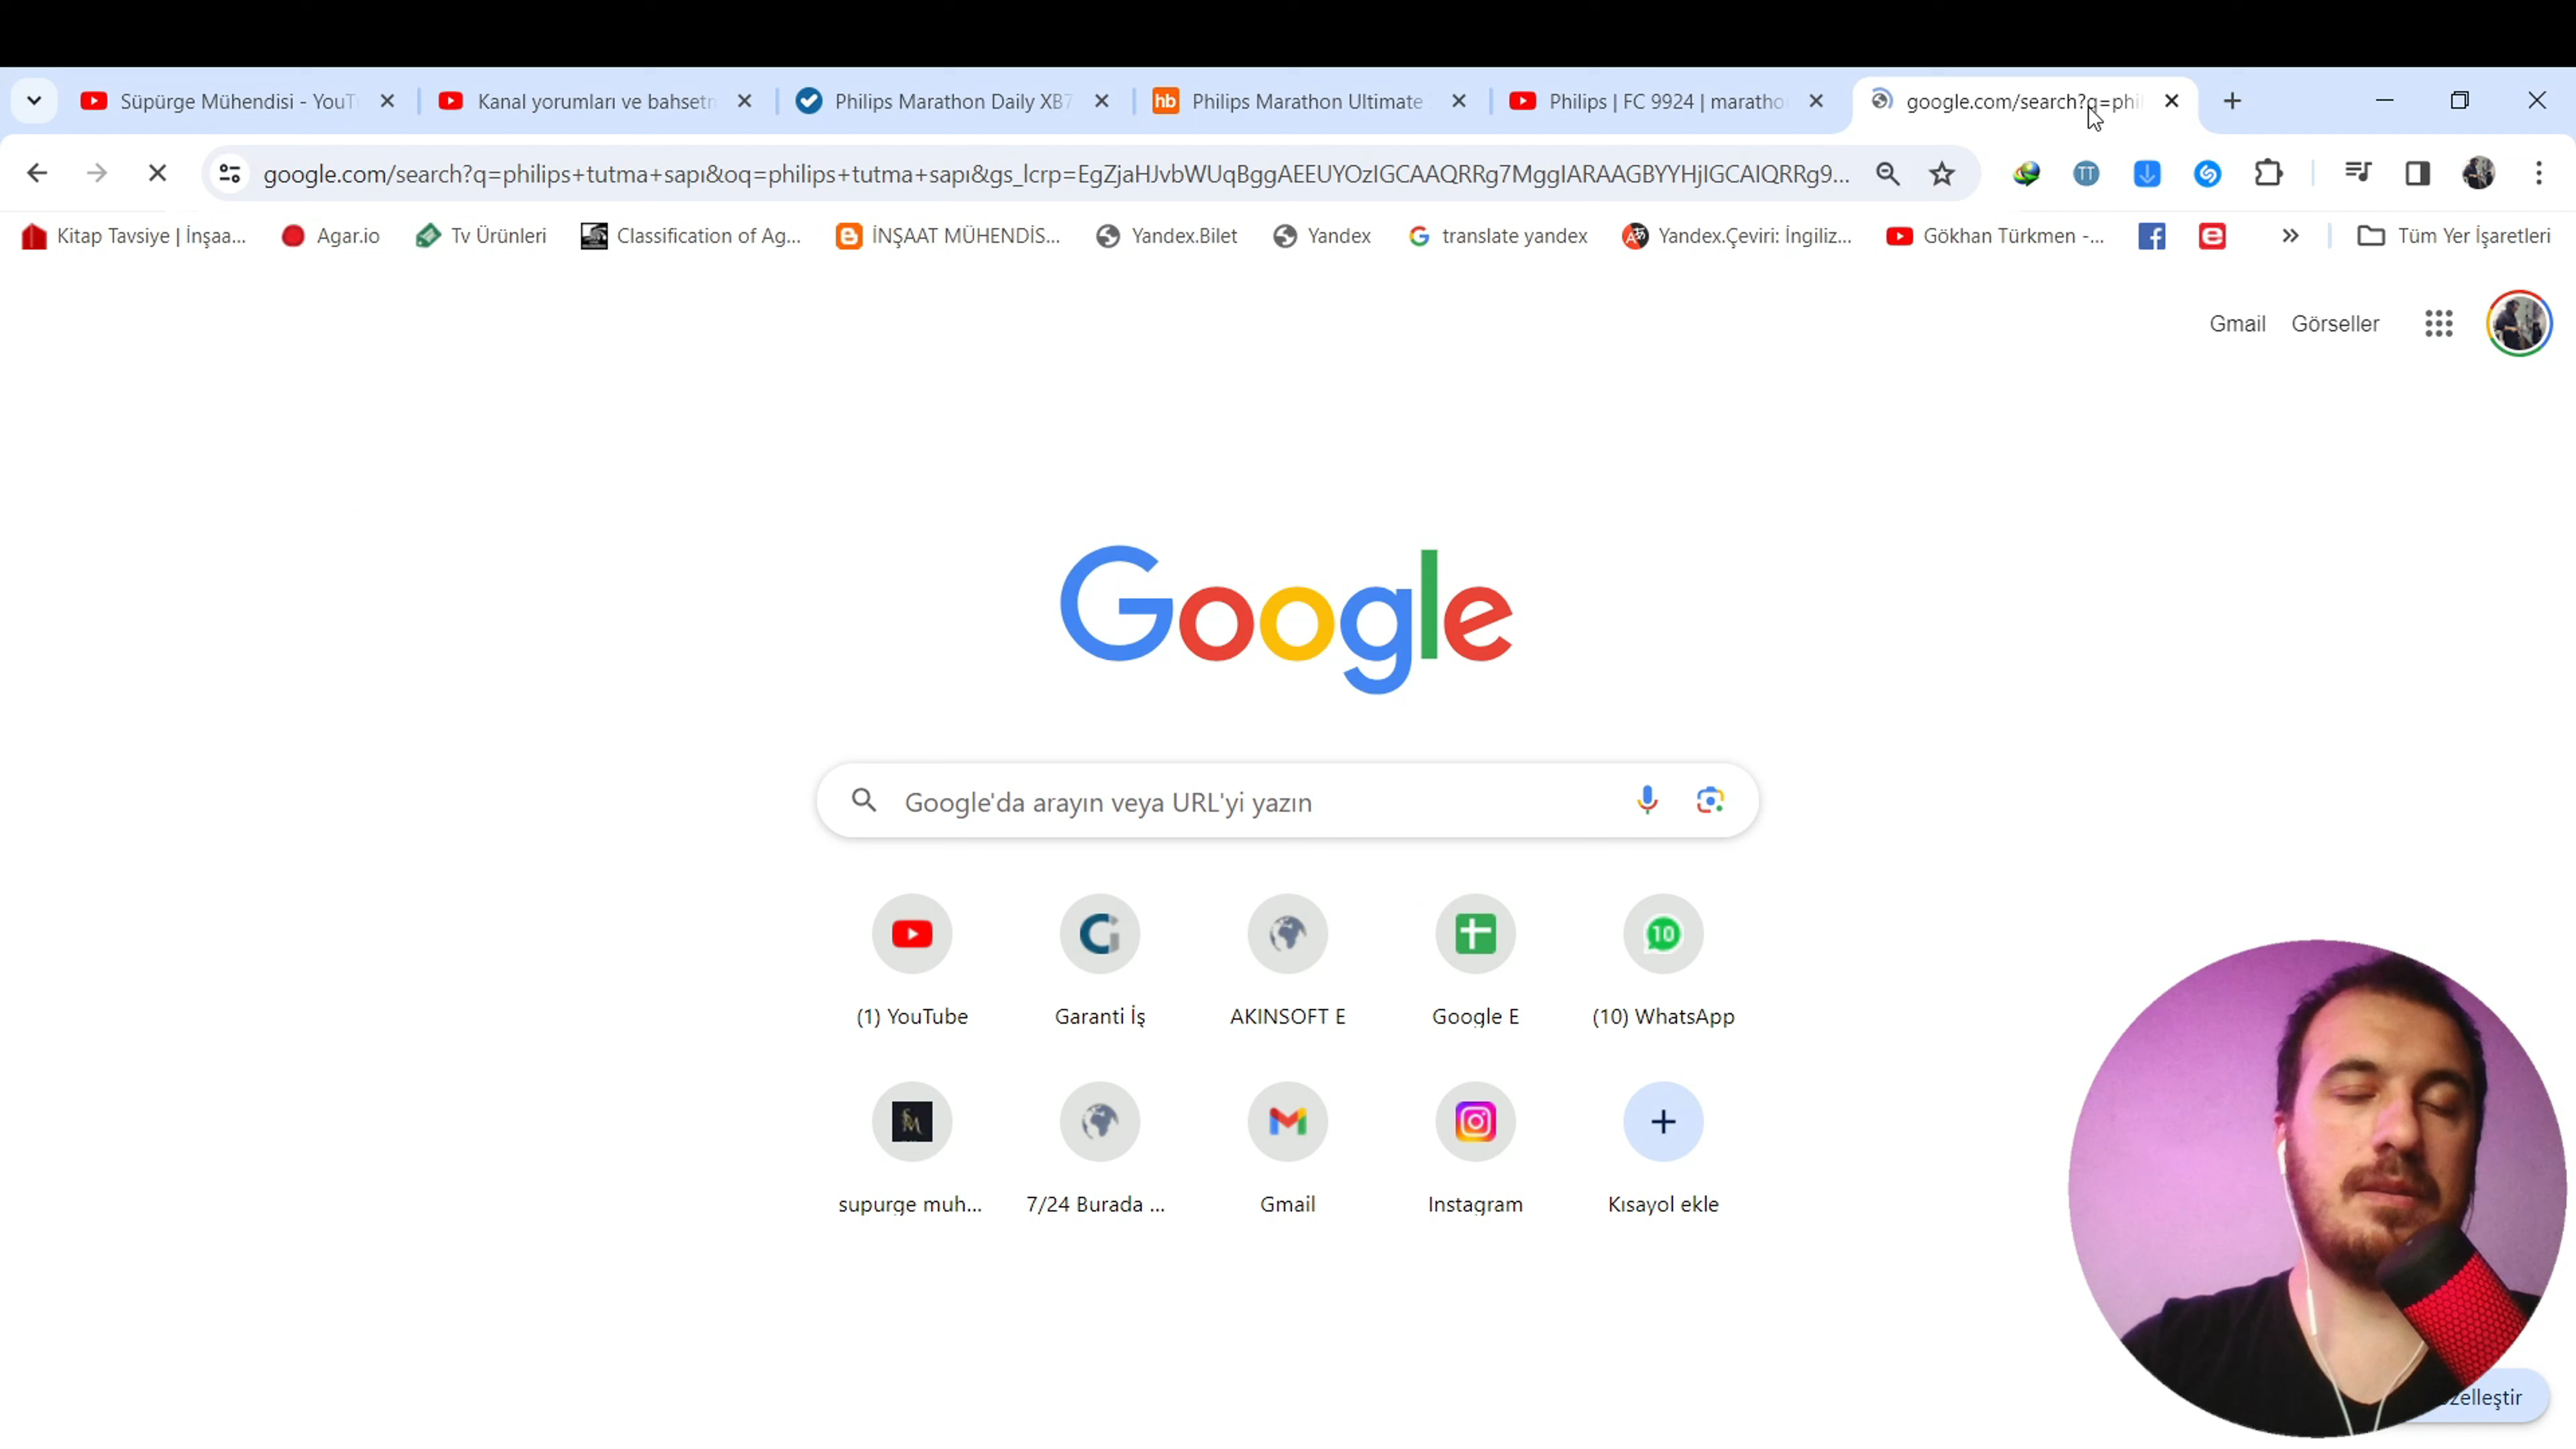 Süpürge Mühendisi - YouT
Kanal yorumları ve bahsetm
Philips Marathon Daily XB7
hb
Philips Marathon Ultimate
Philips | FC 9924 | maratho
google.com/search?q=phi
google.com/search?q=philips+tutma+sapı&oq=philips+tutma+sapı&gs_lcrp=EgZjaHJvbWUqBggAEEUYOzIGCAAQRRg7MggIARAAGBYYHjIGCAIQRRg9...
TT
Kitap Tavsiye | İnşaa...
Agar.io
Tv Ürünleri
Classification of Ag...
İNŞAAT MÜHENDİS...
Yandex.Bilet
Yandex
translate yandex
Yandex.Çeviri: İngiliz...
Gökhan Türkmen -...
Tüm Yer İşaretleri
Gmail
Görseller
Google
Google'da arayın veya URL'yi yazın
10
(1) YouTube
Garanti İş
AKINSOFT E
Google E
(10) WhatsApp
supurge muh...
7/24 Burada ...
Gmail
Instagram
Kısayol ekle
zelleştir